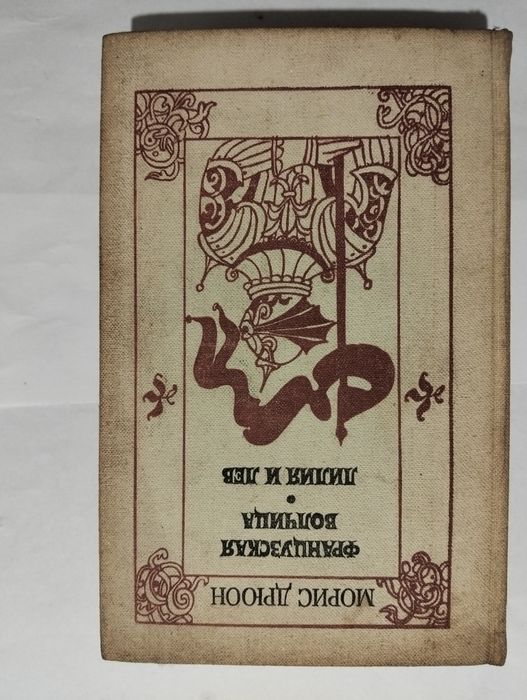 МОРИС ДРЮОН
ФРАНЦУЗСКАЯ
ВОЛЧИЦА
•
ЛИЛИЯ И ЛЕВ